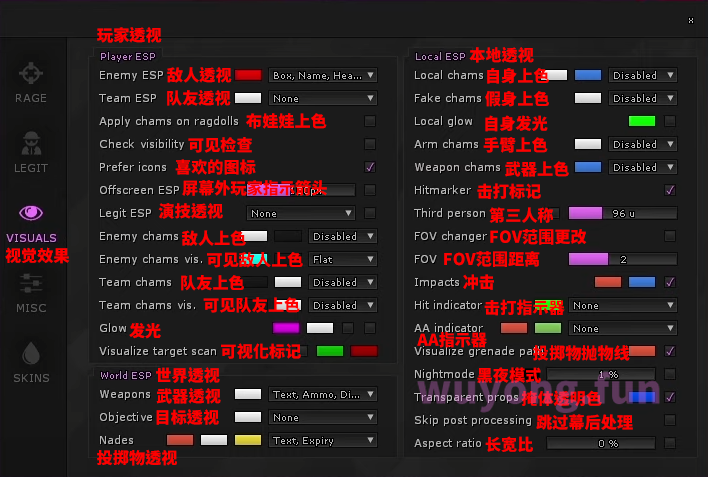 x
玩家透视
Player ESP
Enemy ESP 敌人透视 Box, Name, Hea...
Team ESP 队友透视 None
Apply chams on ragdolls 布娃娃上色
Check visibility 可见检查
Prefer icons 喜欢的图标
Offscreen ESP 屏幕外玩家指示箭头
Legit ESP 演技透视 None
Enemy chams 敌人上色 Disabled
Enemy chams vis. 可见敌人上色 Flat
Team chams 队友上色 Disabled
Team chams vis. 可见队友上色 Disabled
Glow 发光
Visualize target scan 可视化标记
World ESP 世界透视
Weapons 武器透视 Text, Ammo, Di...
Objective 目标透视 None
Nades Text, Expiry
投掷物透视
RAGE
LEGIT
VISUALS
视觉效果
MISC
SKINS
Local ESP 本地透视
Local chams 自身上色 Disabled
Fake chams 假身上色 Disabled
Local glow 自身发光
Arm chams 手臂上色 Disabled
Weapon chams 武器上色 Disabled
Hitmarker 击打标记
Third person 第三人称 96 u
FOV changer FOV范围更改
FOV FOV范围距离 2
Impacts 冲击
Hit indicator 击打指示器 None
AA indicator None
AA指示器
Visualize grenade path 投掷物抛物线
Nightmode 黑夜模式 1 %
wuyong.fun
Transparent props 物体透明色
Skip post processing 跳过幕后处理
Aspect ratio 长宽比 0 %